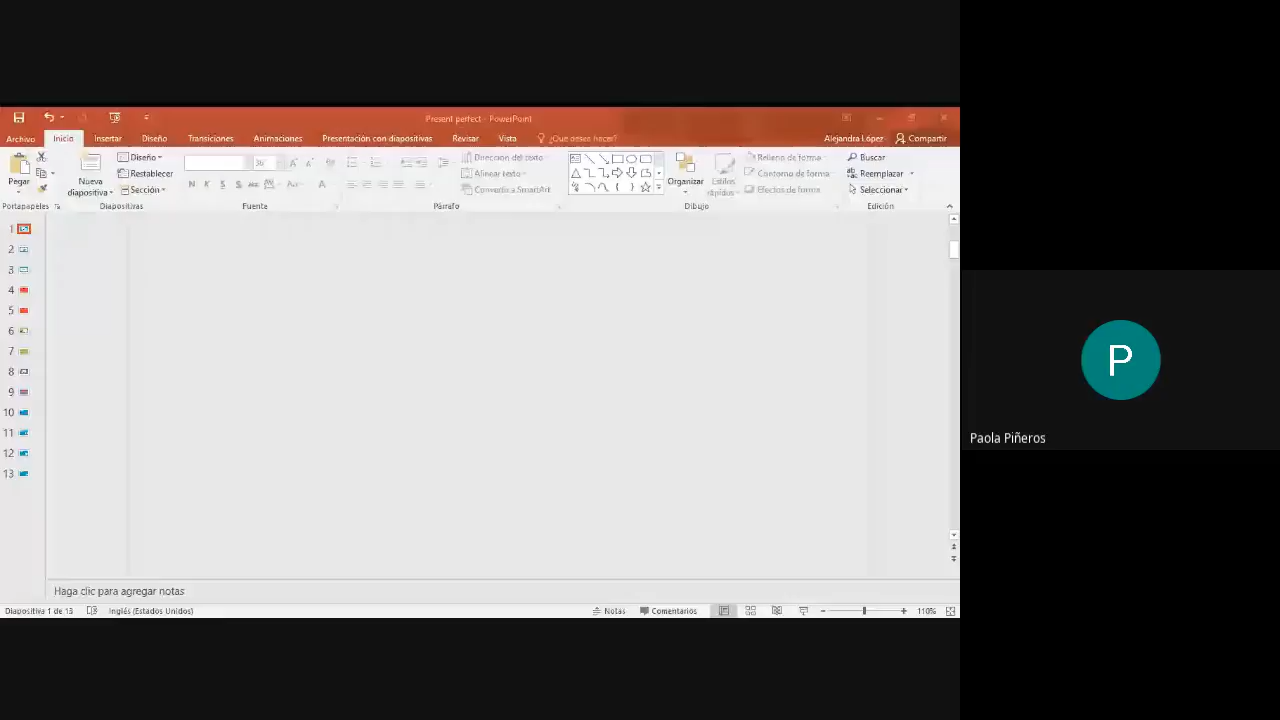 Present perfect - PowerPoint
Archivo Inicio Insertar Diseño Transiciones Animaciones Presentación con diapositivas Revisar Vista ¿Qué desea hacer? Alejandra López Compartir
Pegar
Nueva diapositiva
Diseño
Restablecer
Sección
36
N K S S abc AV Aa A
Dirección del texto
Alinear texto
Convertir a SmartArt
Organizar
Estilos rápidos
Relleno de forma
Contorno de forma
Efectos de forma
Buscar
Reemplazar
Seleccionar
Portapapeles Diapositivas Fuente Párrafo Dibujo Edición
1
2
3
4
5
6
7
8
9
10
11
12
13
P
Paola Piñeros
Haga clic para agregar notas
Diapositiva 1 de 13 Inglés (Estados Unidos) Notas Comentarios 110%